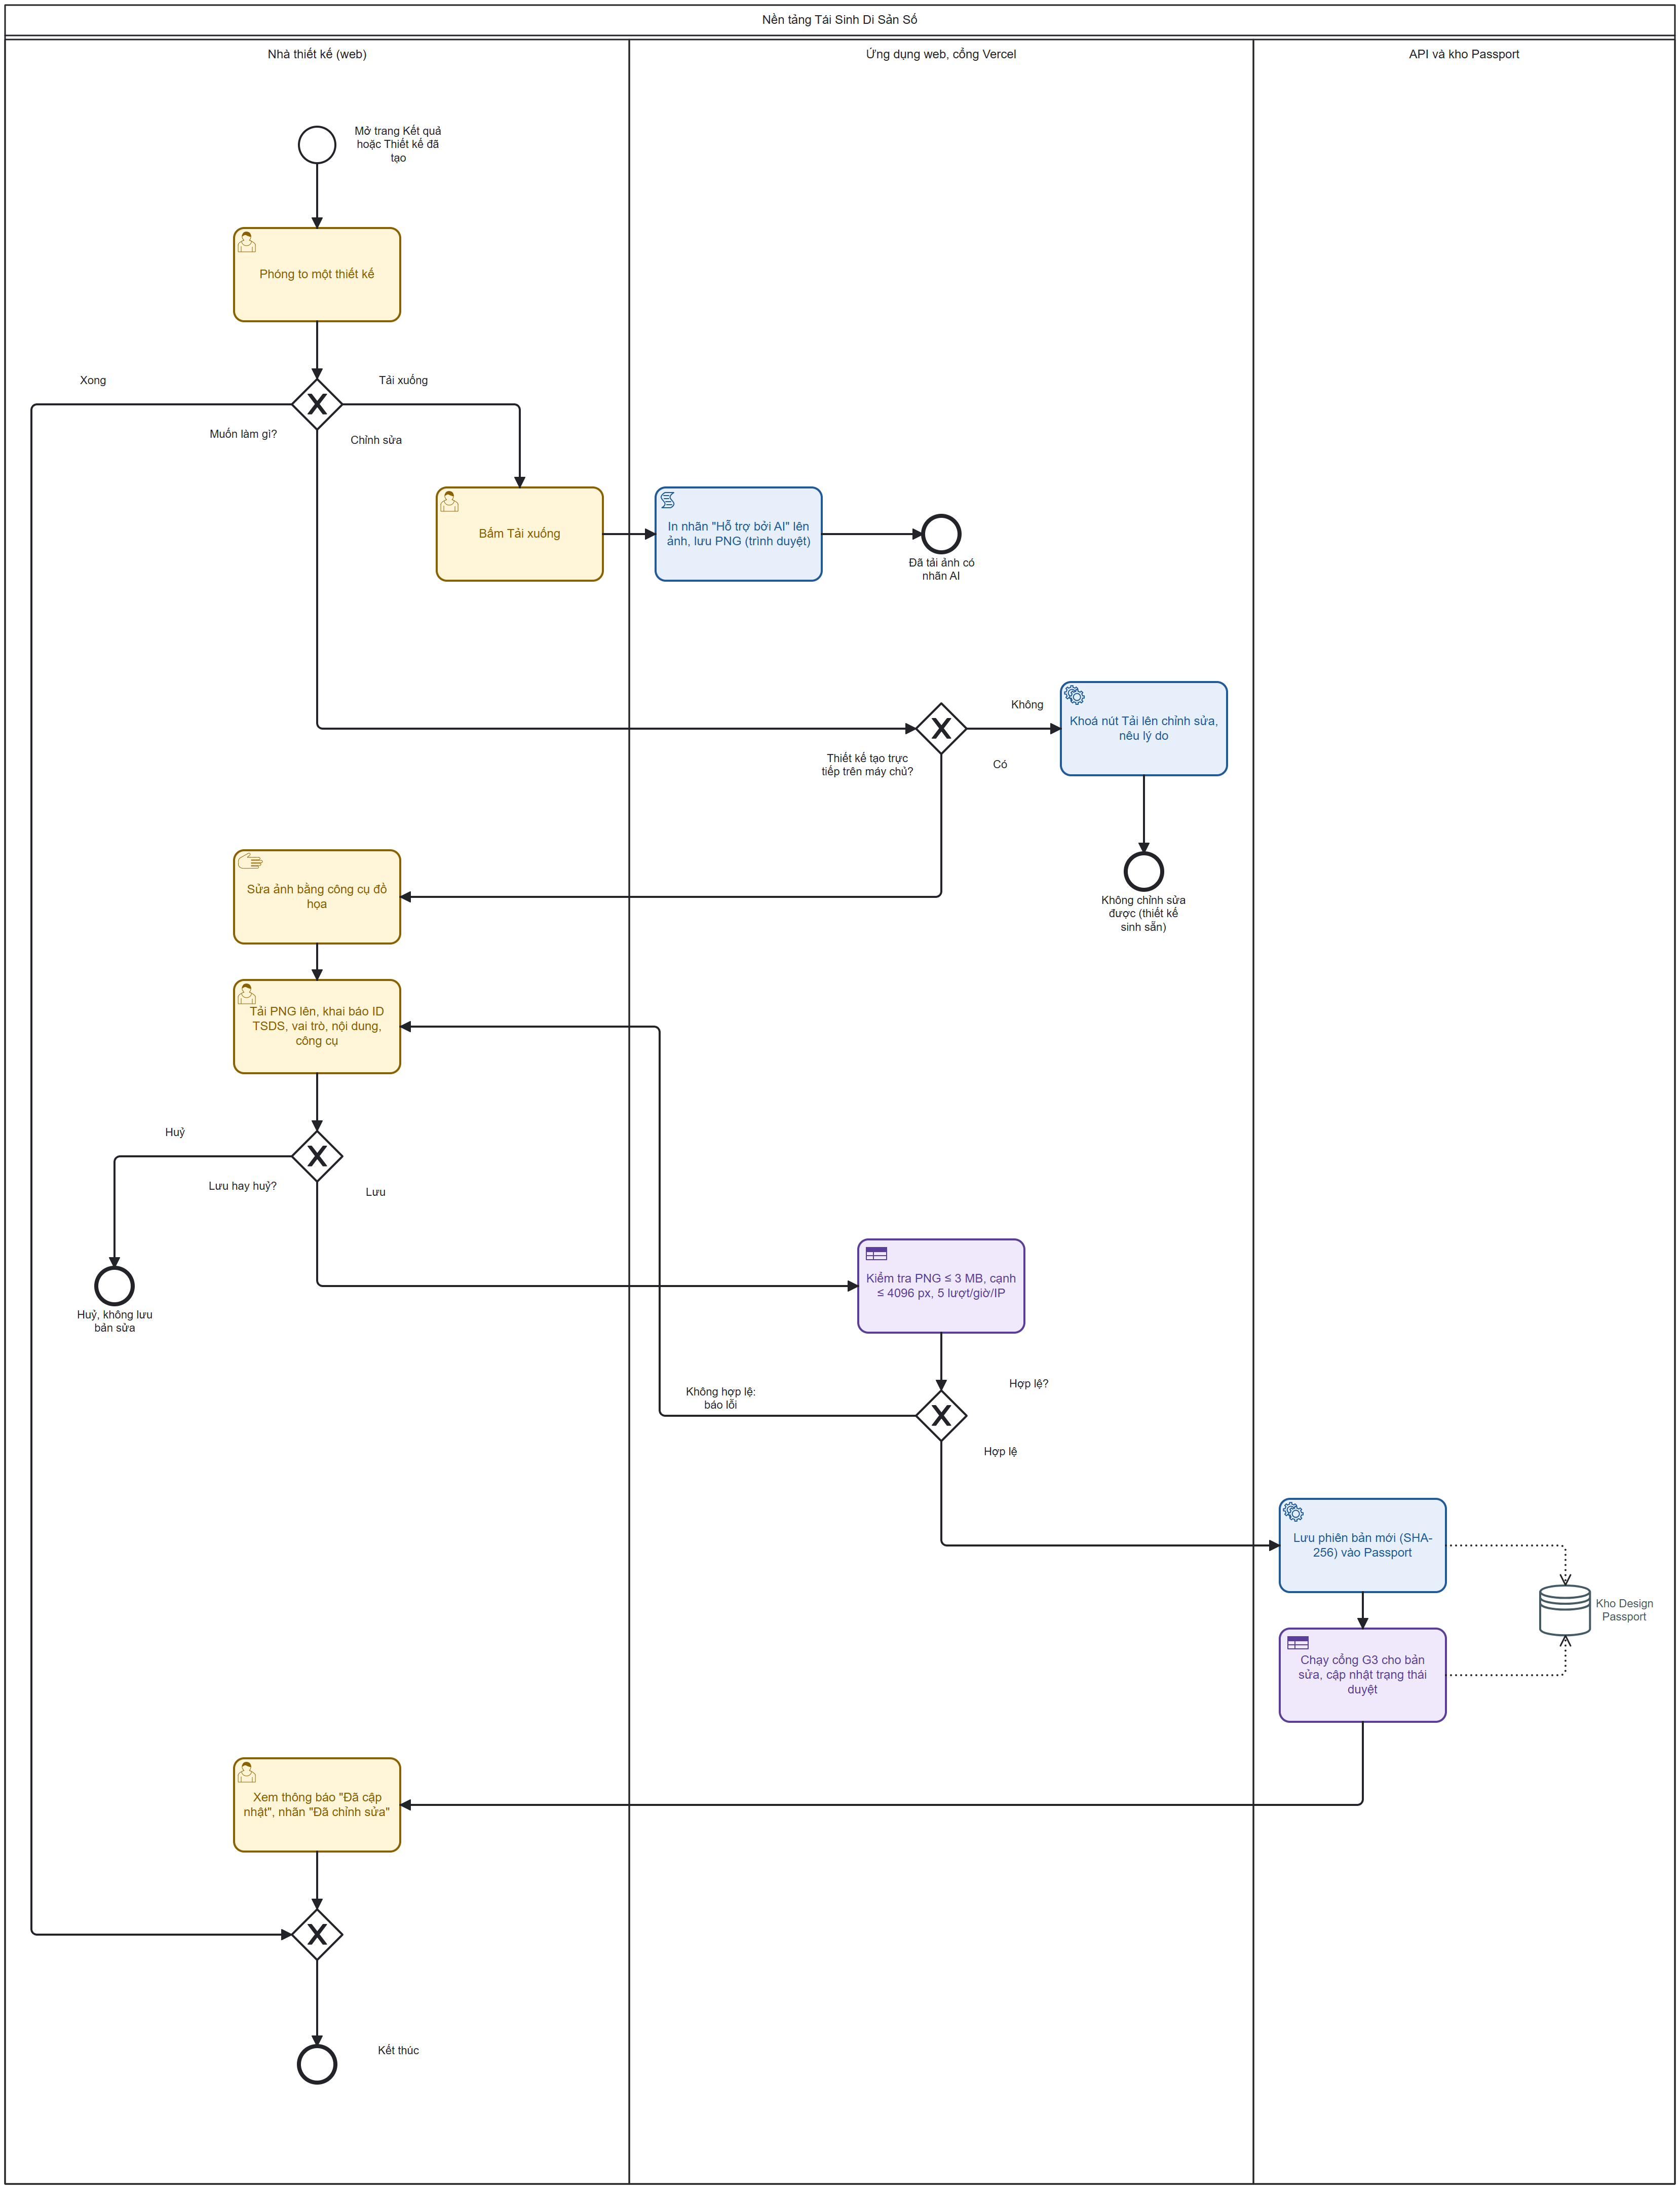 Nền tảng Tái Sinh Di Sản Số
Nhà thiết kế (web)
Ứng dụng web, cổng Vercel
API và kho Passport
Mở trang Kết quả
hoặc Thiết kế đã
tạo
Phóng to một thiết kế
Xong
Tải xuống
Muốn làm gì?
Chỉnh sửa
Bấm Tải xuống
In nhãn "Hỗ trợ bởi AI" lên
ảnh, lưu PNG (trình duyệt)
Đã tải ảnh có
nhãn AI
Không
Khoá nút Tải lên chỉnh sửa,
nêu lý do
Thiết kế tạo trực
tiếp trên máy chủ?
Có
Không chỉnh sửa
được (thiết kế
sinh sẵn)
Sửa ảnh bằng công cụ đồ
họa
Tải PNG lên, khai báo ID
TSDS, vai trò, nội dung,
công cụ
Huỷ
Lưu hay huỷ?
Lưu
Huỷ, không lưu
bản sửa
Kiểm tra PNG ≤ 3 MB, cạnh
≤ 4096 px, 5 lượt/giờ/IP
Không hợp lệ:
báo lỗi
Hợp lệ?
Hợp lệ
Lưu phiên bản mới (SHA-
256) vào Passport
Kho Design
Passport
Chạy cổng G3 cho bản
sửa, cập nhật trạng thái
duyệt
Xem thông báo "Đã cập
nhật", nhãn "Đã chỉnh sửa"
Kết thúc